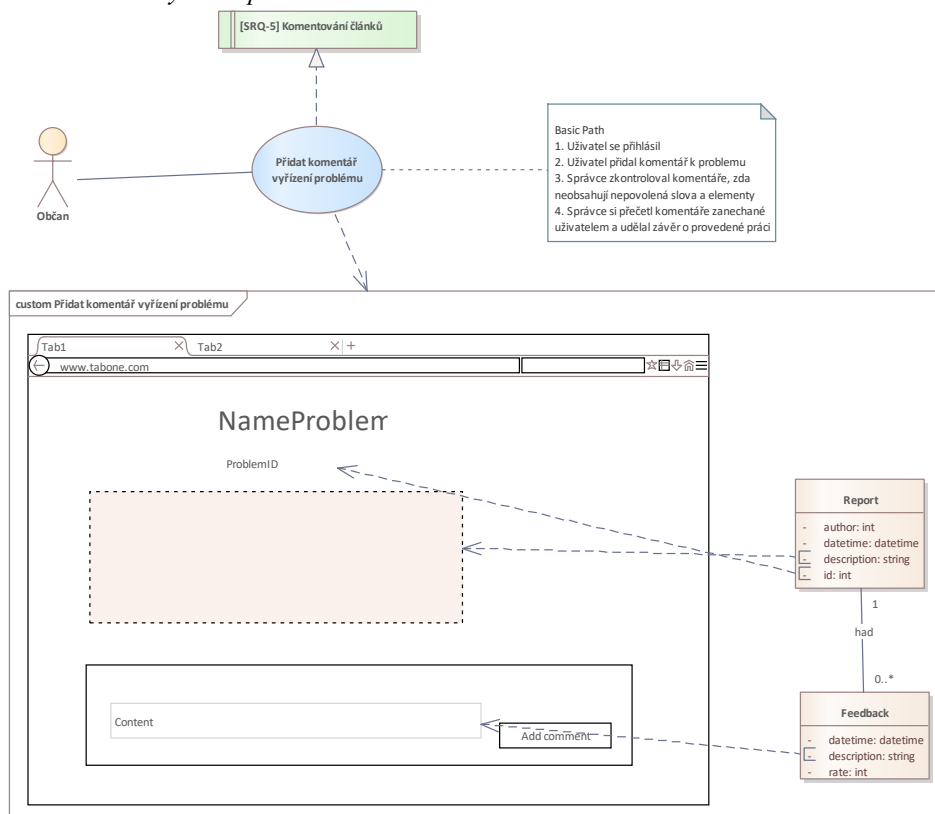 [SRQ-5] Komentování článků
Občan
Přidat komentář
vyřízení problému
Basic Path
1. Uživatel se přihlásil
2. Uživatel přidal komentář k problemu
3. Správce zkontroloval komentáře, zda
neobsahují nepovolená slova a elementy
4. Správce si přečetl komentáře zanechané
uživatelem a udělal závěr o provedené práci
custom Přidat komentář vyřízení problému
Tab1
Tab2
www.tabone.com
NameProblem
ProblemID
Report
- author: int
- datetime: datetime
- description: string
- id: int
1
had
0..*
Content
Add comment
Feedback
- datetime: datetime
- description: string
- rate: int